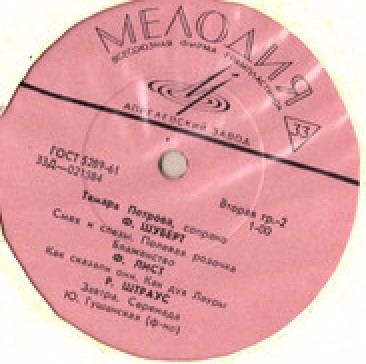 МЕЛОДИЯ
ВСЕСОЮЗНАЯ ФИРМА ГРАМПЛАСТИНОК
АПРЕЛЕВСКИЙ ЗАВОД
33
ГОСТ 5289-61
33Д—021584
Вторая гр.-2
1-00
Тамара Петрова, сопрано
Ф. ШУБЕРТ
Смех и слезы. Полевая розочка
Блаженство
Ф. ЛИСТ
Как сказали они. Как дух Лауры
Р. ШТРАУС
Завтра. Серенада
Ю. Гушанская (ф-но)